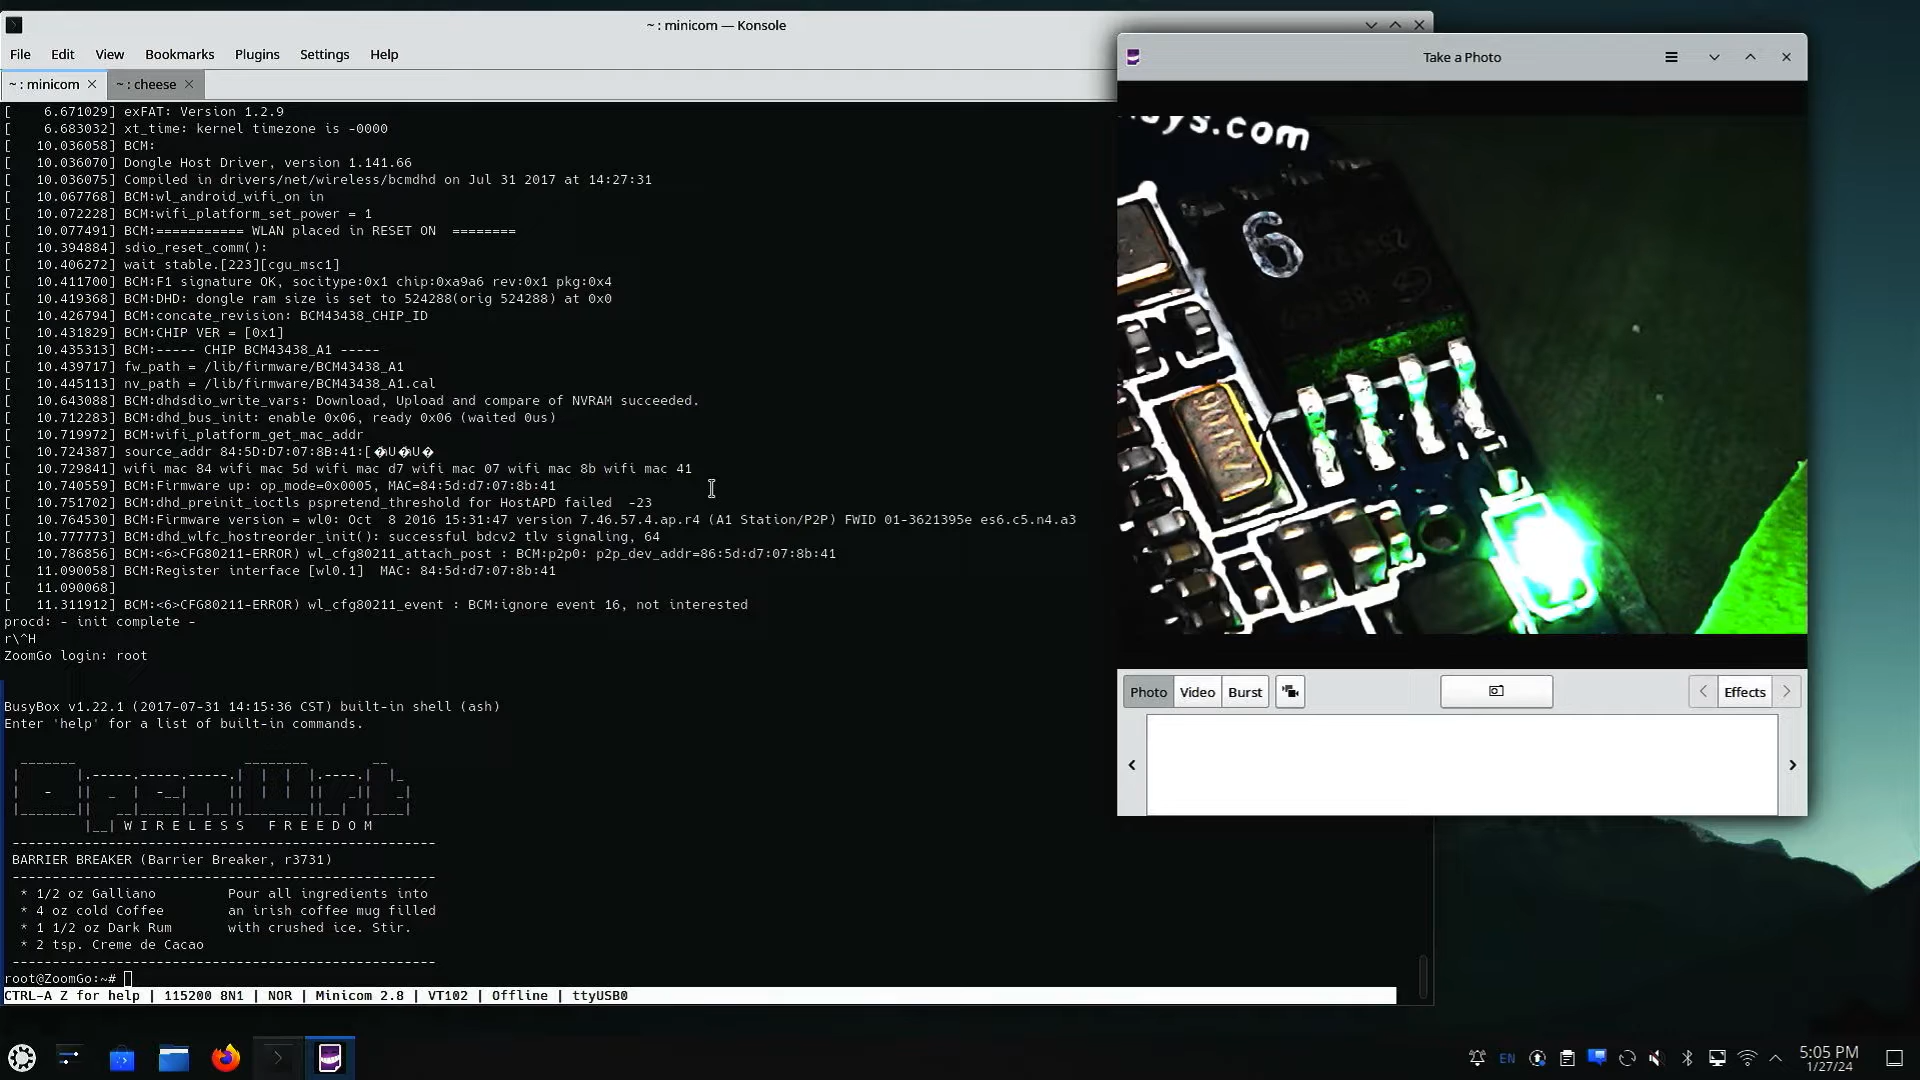 ~ : minicom — Konsole
File Edit View Bookmarks Plugins Settings Help
~ : minicom
~ : cheese
[    6.671029] exFAT: Version 1.2.9
[    6.683032] xt_time: kernel timezone is -0000
[   10.036058] BCM:
[   10.036070] Dongle Host Driver, version 1.141.66
[   10.036075] Compiled in drivers/net/wireless/bcmdhd on Jul 31 2017 at 14:27:31
[   10.067768] BCM:wl_android_wifi_on in
[   10.072228] BCM:wifi_platform_set_power = 1
[   10.077491] BCM:=========== WLAN placed in RESET ON  ========
[   10.394884] sdio_reset_comm():
[   10.406272] wait stable.[223][cgu_msc1]
[   10.411700] BCM:F1 signature OK, socitype:0x1 chip:0xa9a6 rev:0x1 pkg:0x4
[   10.419368] BCM:DHD: dongle ram size is set to 524288(orig 524288) at 0x0
[   10.426794] BCM:concate_revision: BCM43438_CHIP_ID
[   10.431829] BCM:CHIP VER = [0x1]
[   10.435313] BCM:----- CHIP BCM43438_A1 -----
[   10.439717] fw_path = /lib/firmware/BCM43438_A1
[   10.445113] nv_path = /lib/firmware/BCM43438_A1.cal
[   10.643088] BCM:dhdsdio_write_vars: Download, Upload and compare of NVRAM succeeded.
[   10.712283] BCM:dhd_bus_init: enable 0x06, ready 0x06 (waited 0us)
[   10.719972] BCM:wifi_platform_get_mac_addr
[   10.724387] source_addr 84:5D:D7:07:8B:41:[
[   10.729841] wifi mac 84 wifi mac 5d wifi mac d7 wifi mac 07 wifi mac 8b wifi mac 41
[   10.740559] BCM:Firmware up: op_mode=0x0005, MAC=84:5d:d7:07:8b:41
[   10.751702] BCM:dhd_preinit_ioctls pspretend_threshold for HostAPD failed  -23
[   10.764530] BCM:Firmware version = wl0: Oct  8 2016 15:31:47 version 7.46.57.4.ap.r4 (A1 Station/P2P) FWID 01-3621395e es6.c5.n4.a3
[   10.777773] BCM:dhd_wlfc_hostreorder_init(): successful bdcv2 tlv signaling, 64
[   10.786856] BCM:<6>CFG80211-ERROR) wl_cfg80211_attach_post : BCM:p2p0: p2p_dev_addr=86:5d:d7:07:8b:41
[   11.090058] BCM:Register interface [wl0.1]  MAC: 84:5d:d7:07:8b:41
[   11.090068]
[   11.311912] BCM:<6>CFG80211-ERROR) wl_cfg80211_event : BCM:ignore event 16, not interested
procd: - init complete -
r\^H
ZoomGo login: root
BusyBox v1.22.1 (2017-07-31 14:15:36 CST) built-in shell (ash)
Enter 'help' for a list of built-in commands.
W I R E L E S S   F R E E D O M
BARRIER BREAKER (Barrier Breaker, r3731)
* 1/2 oz Galliano         Pour all ingredients into
* 4 oz cold Coffee        an irish coffee mug filled
* 1 1/2 oz Dark Rum       with crushed ice. Stir.
* 2 tsp. Creme de Cacao
root@ZoomGo:~#
CTRL-A Z for help | 115200 8N1 | NOR | Minicom 2.8 | VT102 | Offline | ttyUSB0
Take a Photo
ys.com
6
Photo Video Burst
Effects
EN
5:05 PM
1/27/24